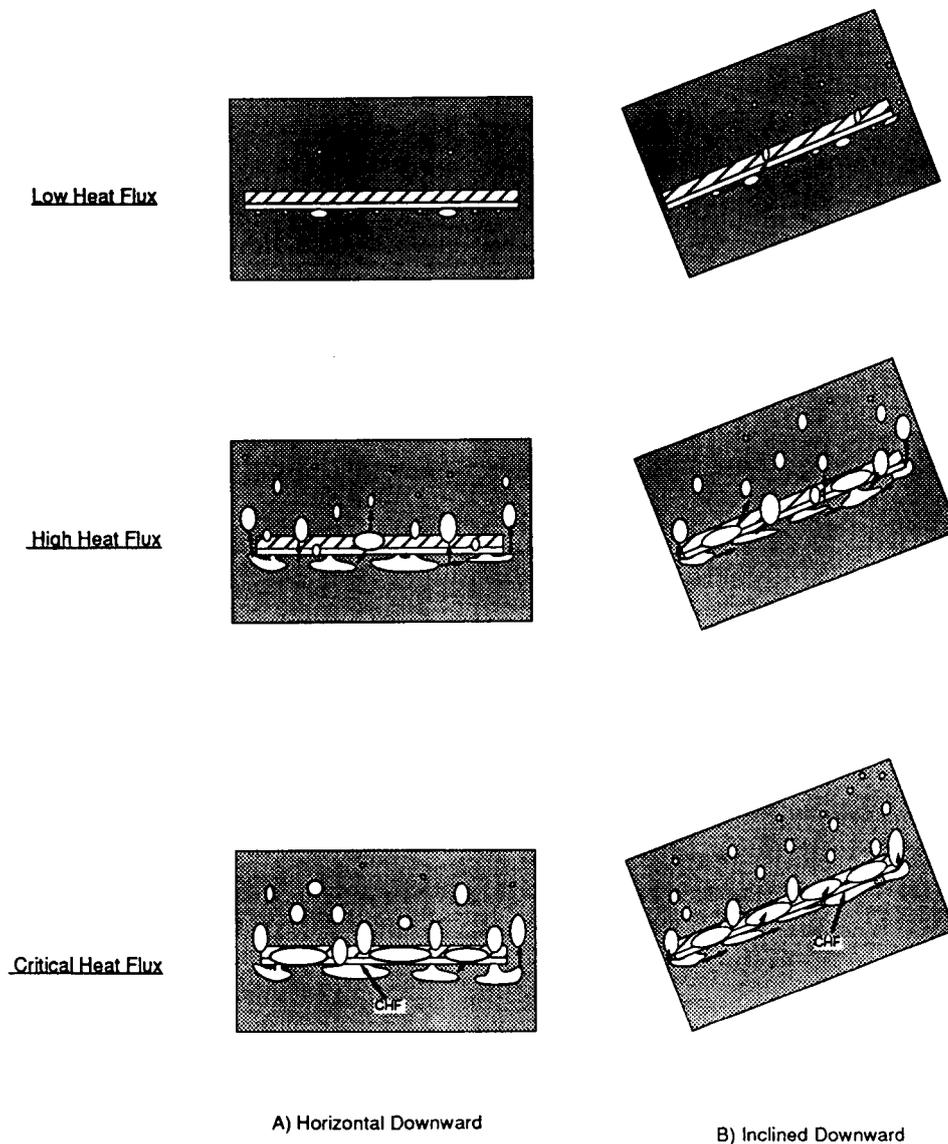 Low Heat Flux
High Heat Flux
CHF
CHF
Critical Heat Flux
A) Horizontal Downward
B) Inclined Downward